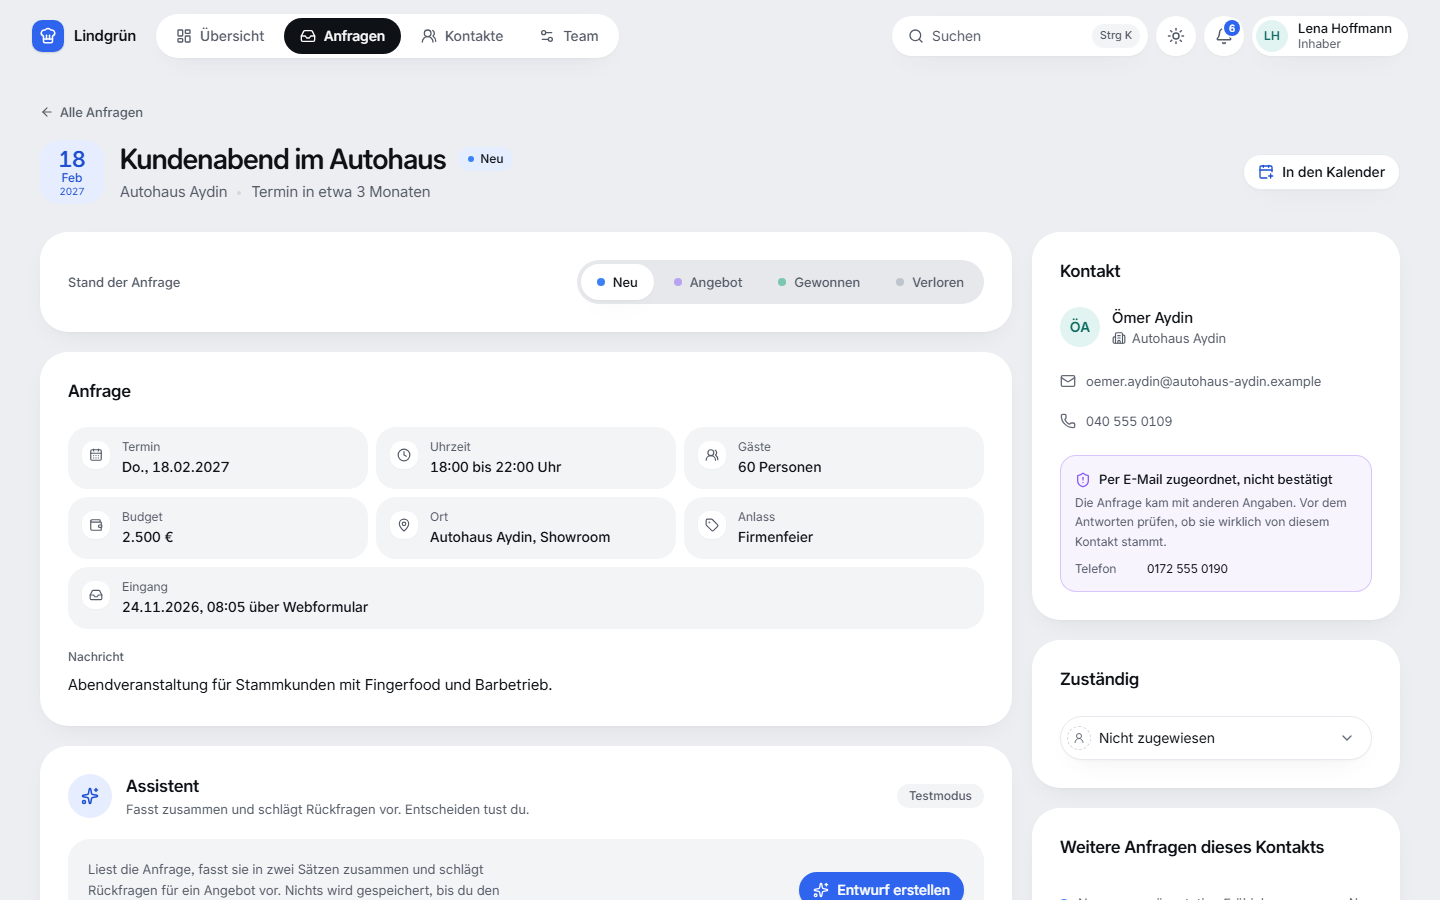 Lindgrün
Übersicht
Anfragen
Kontakte
Team
Suchen
Strg K
6
LH
Lena Hoffmann
Inhaber
Alle Anfragen
18
Feb
2027
Kundenabend im Autohaus
Neu
Autohaus Aydin • Termin in etwa 3 Monaten
In den Kalender
Stand der Anfrage
Neu
Angebot
Gewonnen
Verloren
Anfrage
Termin
Do., 18.02.2027
Uhrzeit
18:00 bis 22:00 Uhr
Gäste
60 Personen
Budget
2.500 €
Ort
Autohaus Aydin, Showroom
Anlass
Firmenfeier
Eingang
24.11.2026, 08:05 über Webformular
Nachricht
Abendveranstaltung für Stammkunden mit Fingerfood und Barbetrieb.
Assistent
Fasst zusammen und schlägt Rückfragen vor. Entscheiden tust du.
Testmodus
Liest die Anfrage, fasst sie in zwei Sätzen zusammen und schlägt
Rückfragen für ein Angebot vor. Nichts wird gespeichert, bis du den
Entwurf erstellen
Kontakt
ÖA
Ömer Aydin
Autohaus Aydin
oemer.aydin@autohaus-aydin.example
040 555 0109
Per E-Mail zugeordnet, nicht bestätigt
Die Anfrage kam mit anderen Angaben. Vor dem
Antworten prüfen, ob sie wirklich von diesem
Kontakt stammt.
Telefon 0172 555 0190
Zuständig
Nicht zugewiesen
Weitere Anfragen dieses Kontakts